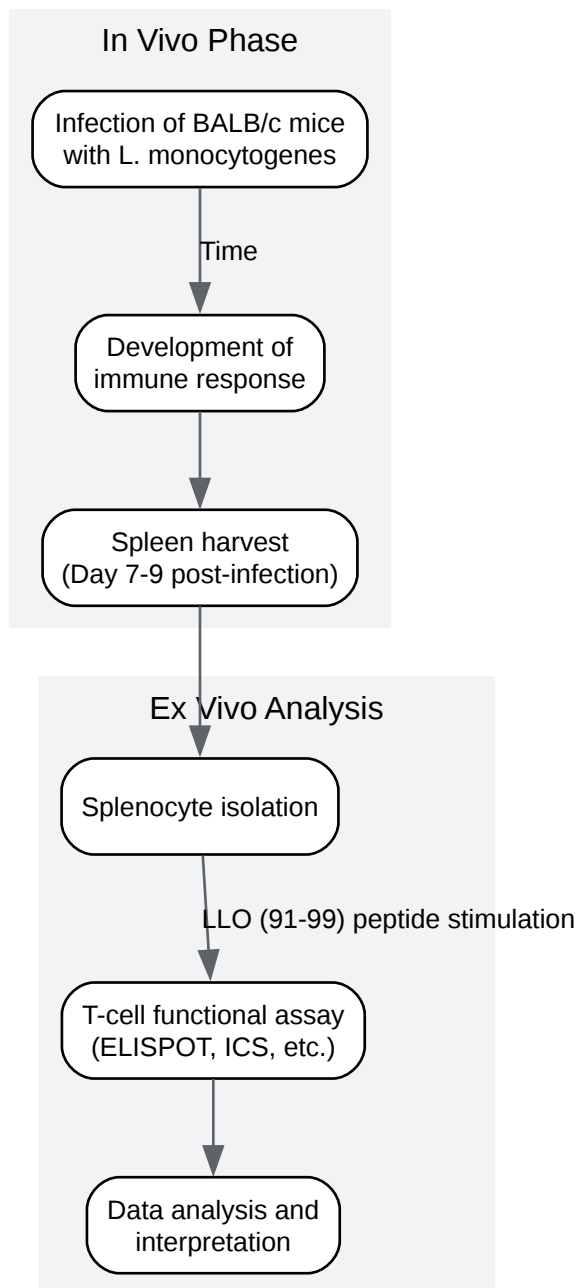 In Vivo Phase
Infection of BALB/c mice
with L. monocytogenes
Time
Development of
immune response
Spleen harvest
(Day 7-9 post-infection)
Ex Vivo Analysis
Splenocyte isolation
LLO (91-99) peptide stimulation
T-cell functional assay
(ELISPOT, ICS, etc.)
Data analysis and
interpretation